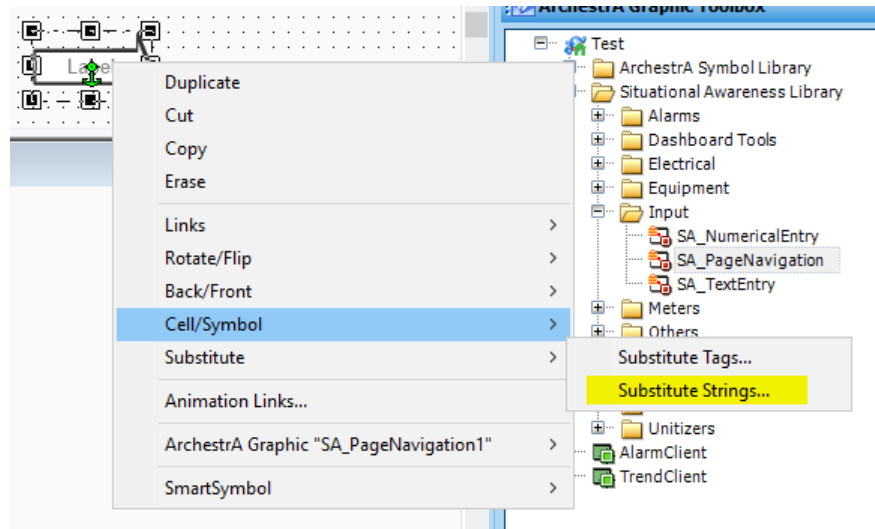 ArchestrA Graphic Toolbox
Test
ArchestrA Symbol Library
Situational Awareness Library
Alarms
Dashboard Tools
Electrical
Equipment
Input
SA_NumericalEntry
SA_PageNavigation
SA_TextEntry
Meters
Others
Unitizers
AlarmClient
TrendClient
Duplicate
Cut
Copy
Erase
Links
Rotate/Flip
Back/Front
Cell/Symbol
Substitute
Animation Links...
ArchestrA Graphic "SA_PageNavigation1"
SmartSymbol
Substitute Tags...
Substitute Strings...